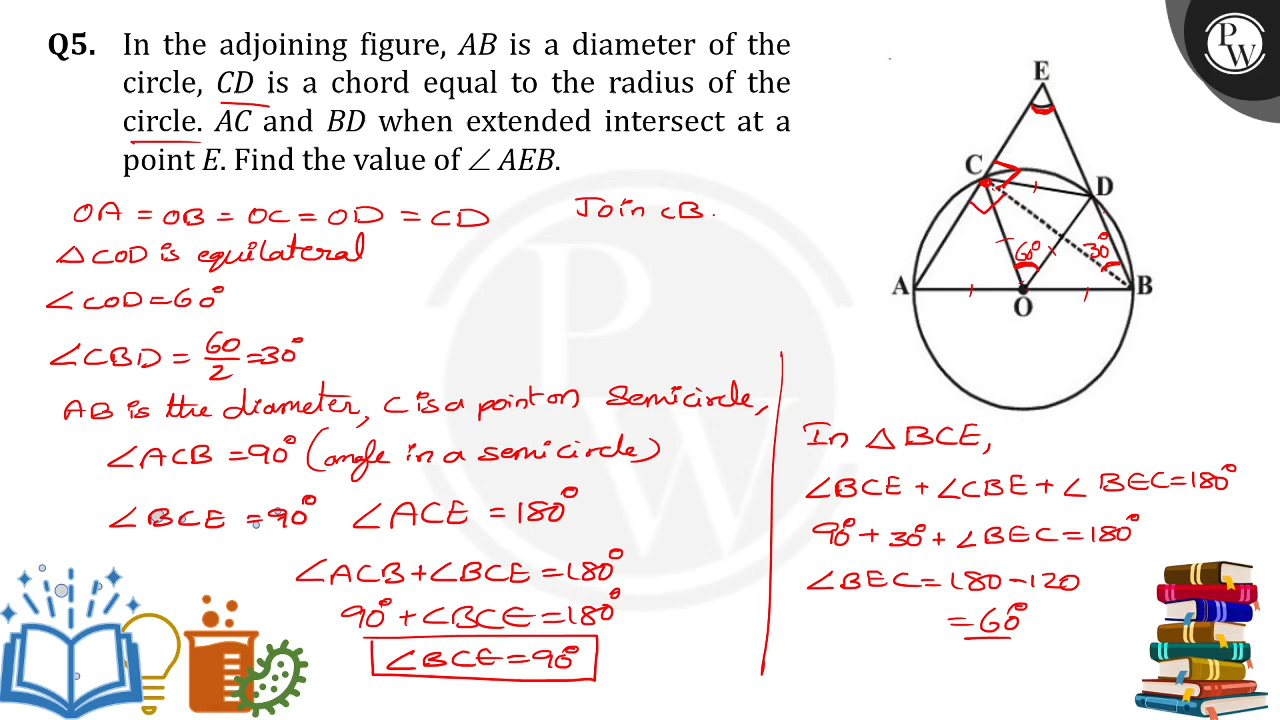 Q5. In the adjoining figure, AB is a diameter of the
circle, CD is a chord equal to the radius of the
circle. AC and BD when extended intersect at a
point E. Find the value of ∠ AEB.
OA = OB = OC = OD = CD
Join CB.
△ COD is equilateral
∠ COD = 60°
∠ CBD = 60/2 = 30°
AB is the diameter, C is a point on semicircle,
∠ ACB = 90° (angle in a semicircle)
∠ BCE = 90° ∠ ACE = 180°
∠ ACB + ∠ BCE = 180°
90° + ∠ BCE = 180°
∠ BCE = 90°
In △ BCE,
∠ BCE + ∠ CBE + ∠ BEC = 180°
90° + 30° + ∠ BEC = 180°
∠ BEC = 180 - 120
= 60°
E
C
D
60°
30°
A
B
O
P
W
P
W